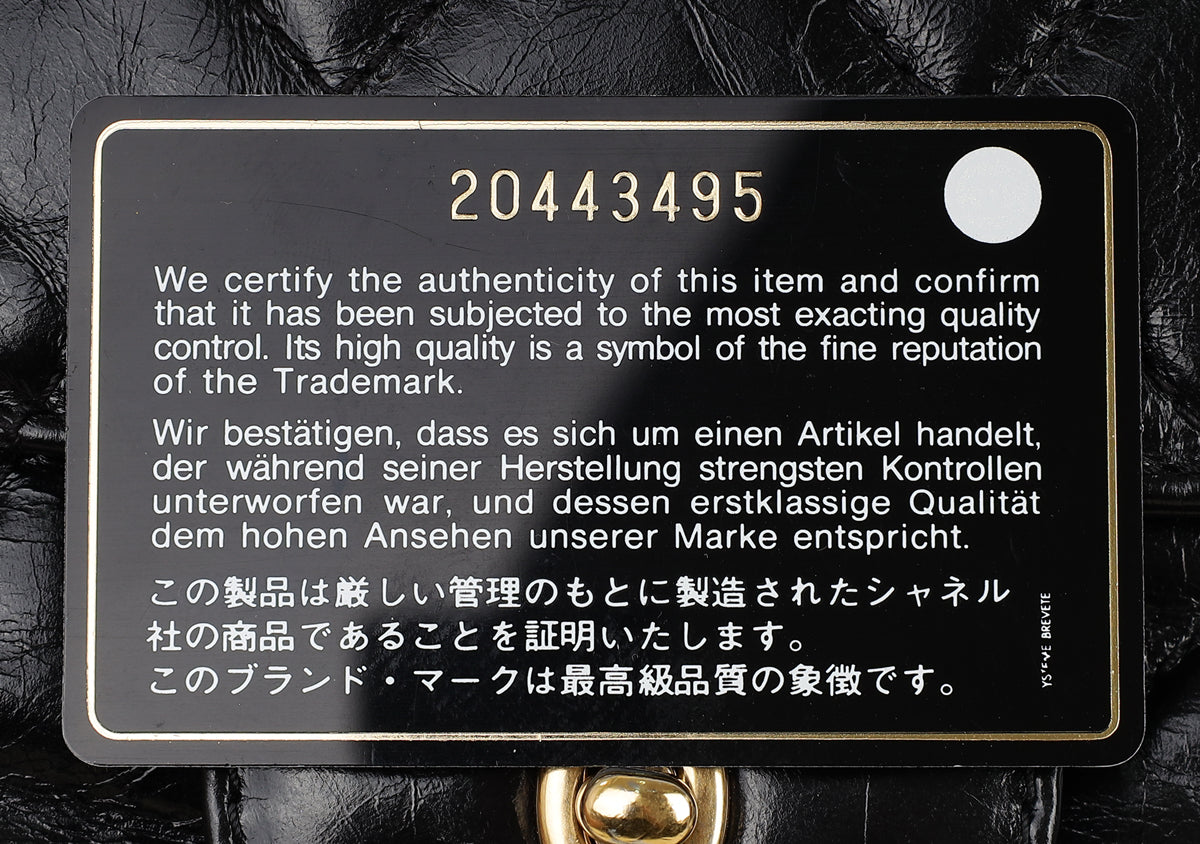 20443495
We certify the authenticity of this item and confirm
that it has been subjected to the most exacting quality
control. Its high quality is a symbol of the fine reputation
of the Trademark.
Wir bestätigen, dass es sich um einen Artikel handelt,
der während seiner Herstellung strengsten Kontrollen
unterworfen war, und dessen erstklassige Qualität
dem hohen Ansehen unserer Marke entspricht.
この製品は厳しい管理のもとに製造されたシャネル
社の商品であることを証明いたします。
このブランド・マークは最高級品質の象徴です。
BREVETE